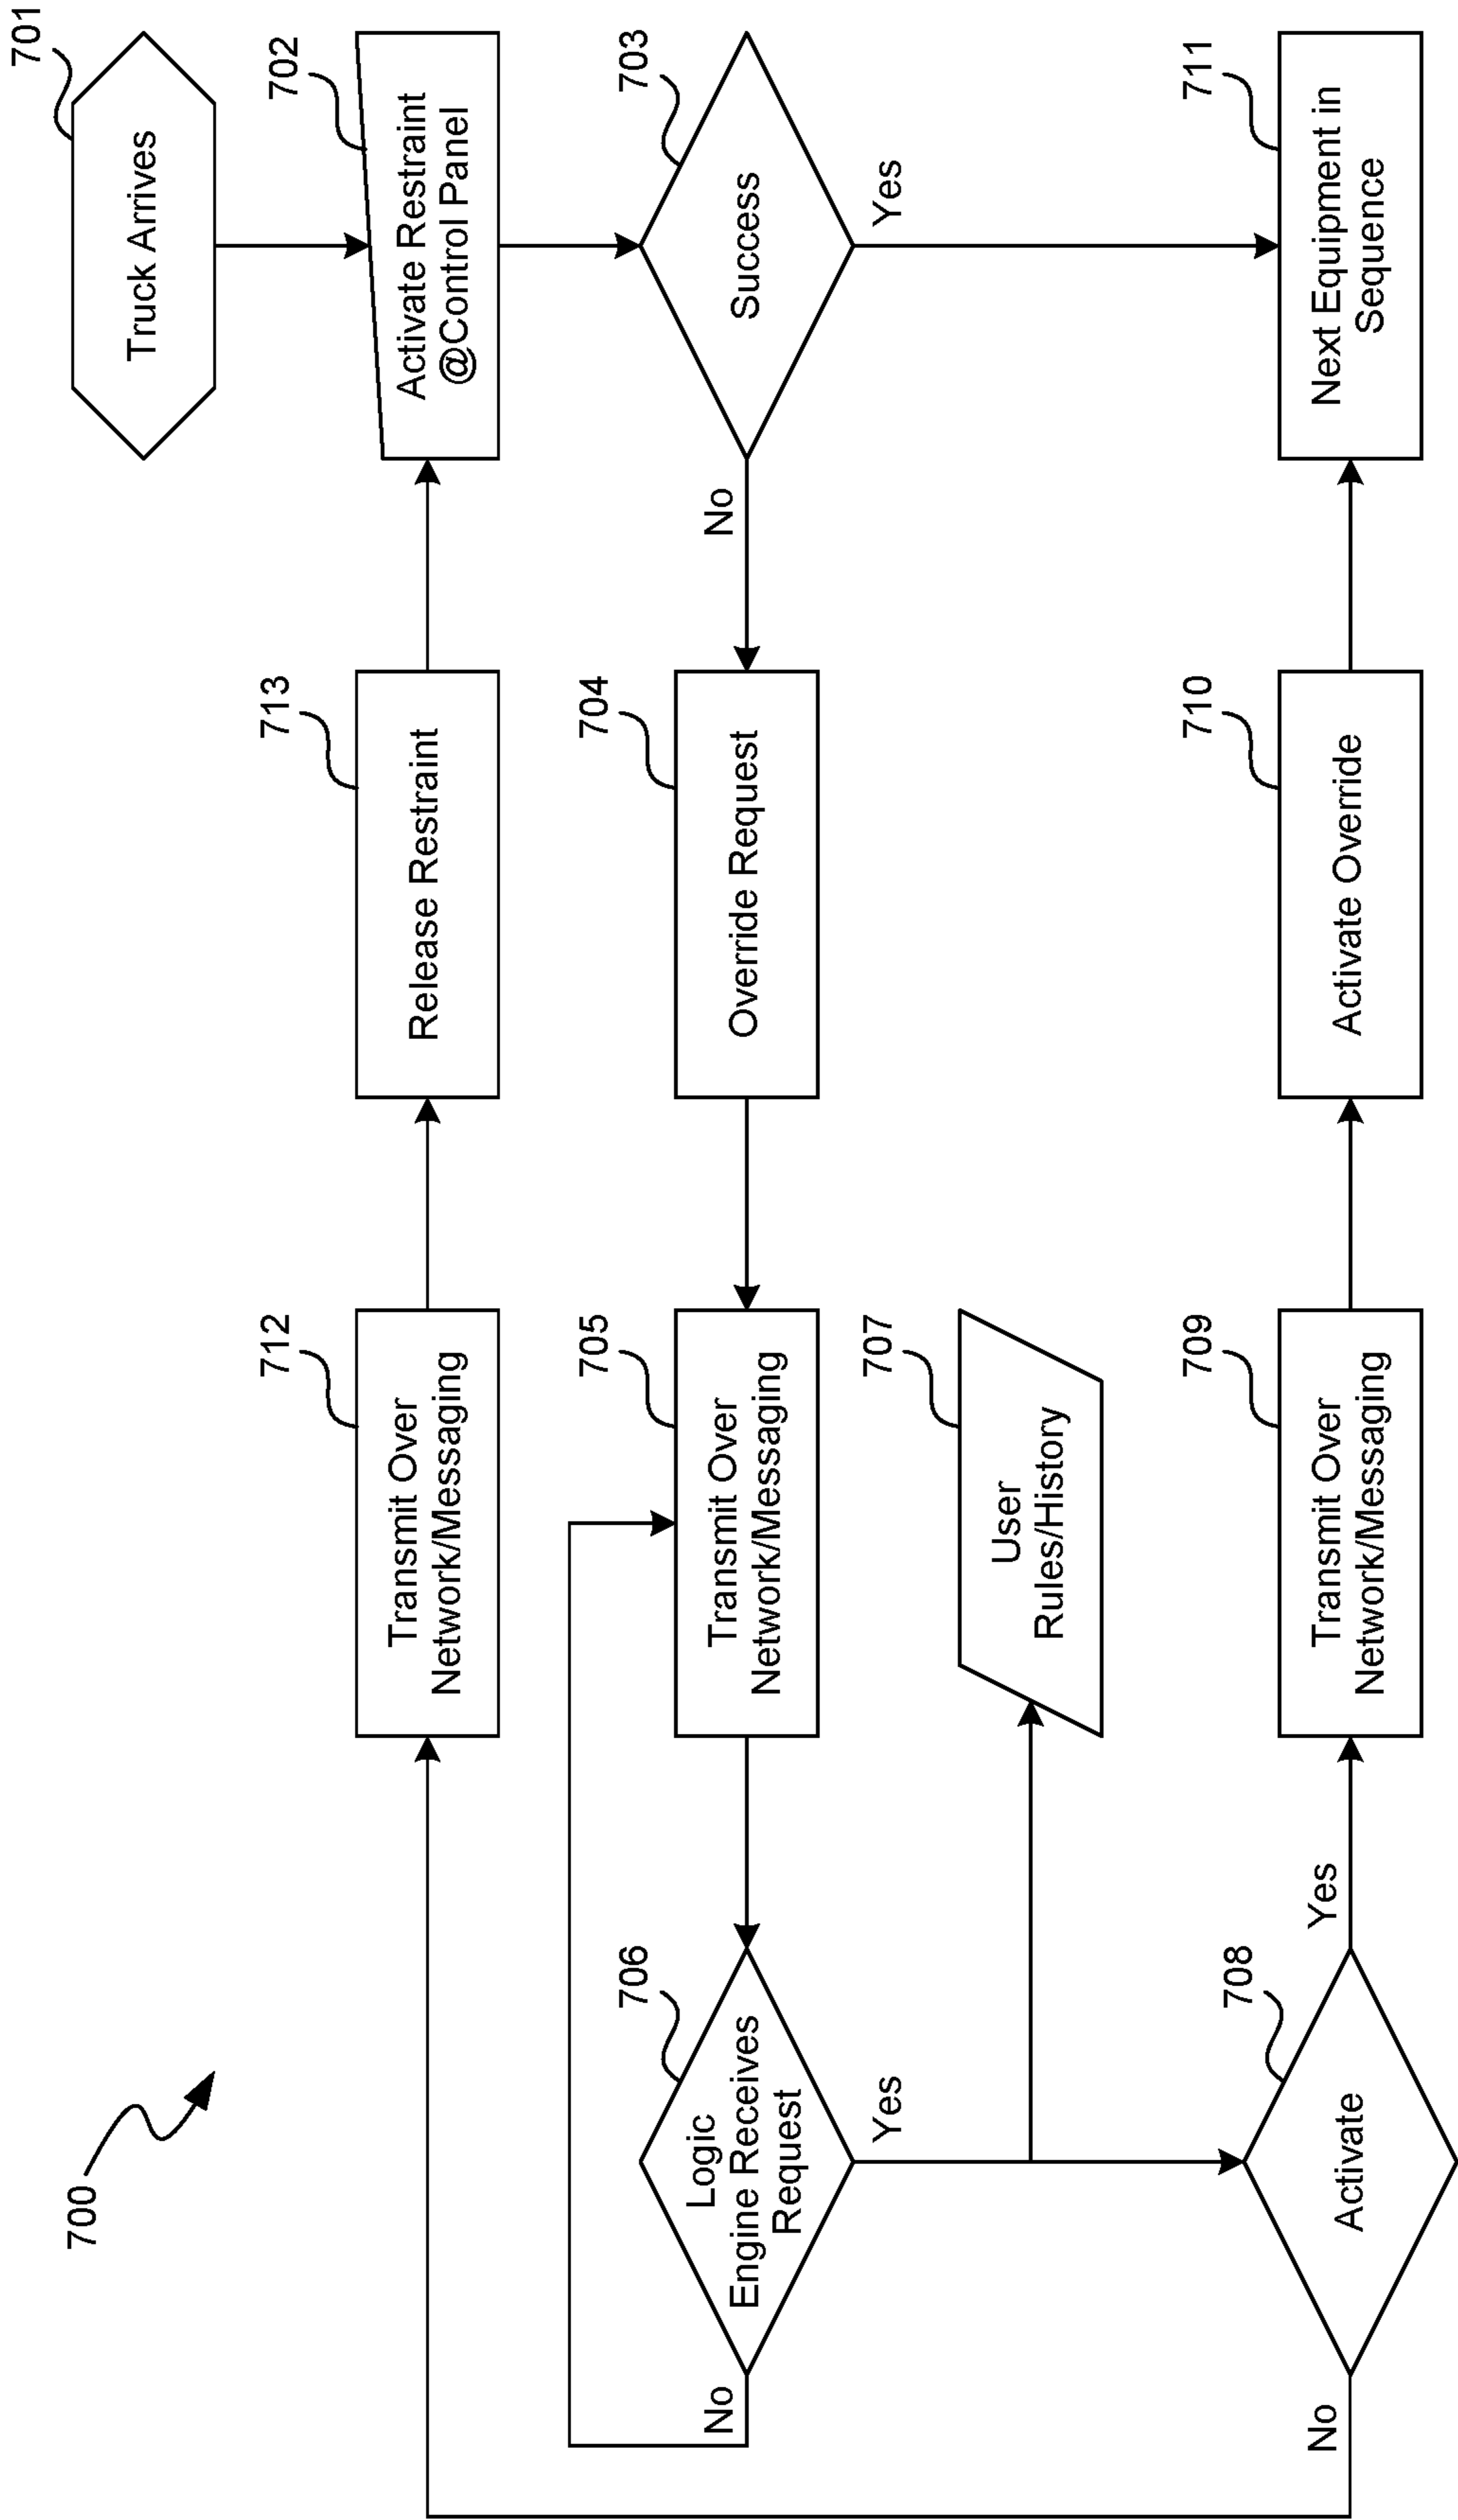 700
701
Truck Arrives
712
Transmit Over
Network/Messaging
713
Release Restraint
702
Activate Restraint
@Control Panel
706
Logic
Engine Receives
Request
No
Yes
705
Transmit Over
Network/Messaging
704
Override Request
No
703
Success
Yes
707
User
Rules/History
708
Activate
No
Yes
709
Transmit Over
Network/Messaging
710
Activate Override
711
Next Equipment in
Sequence